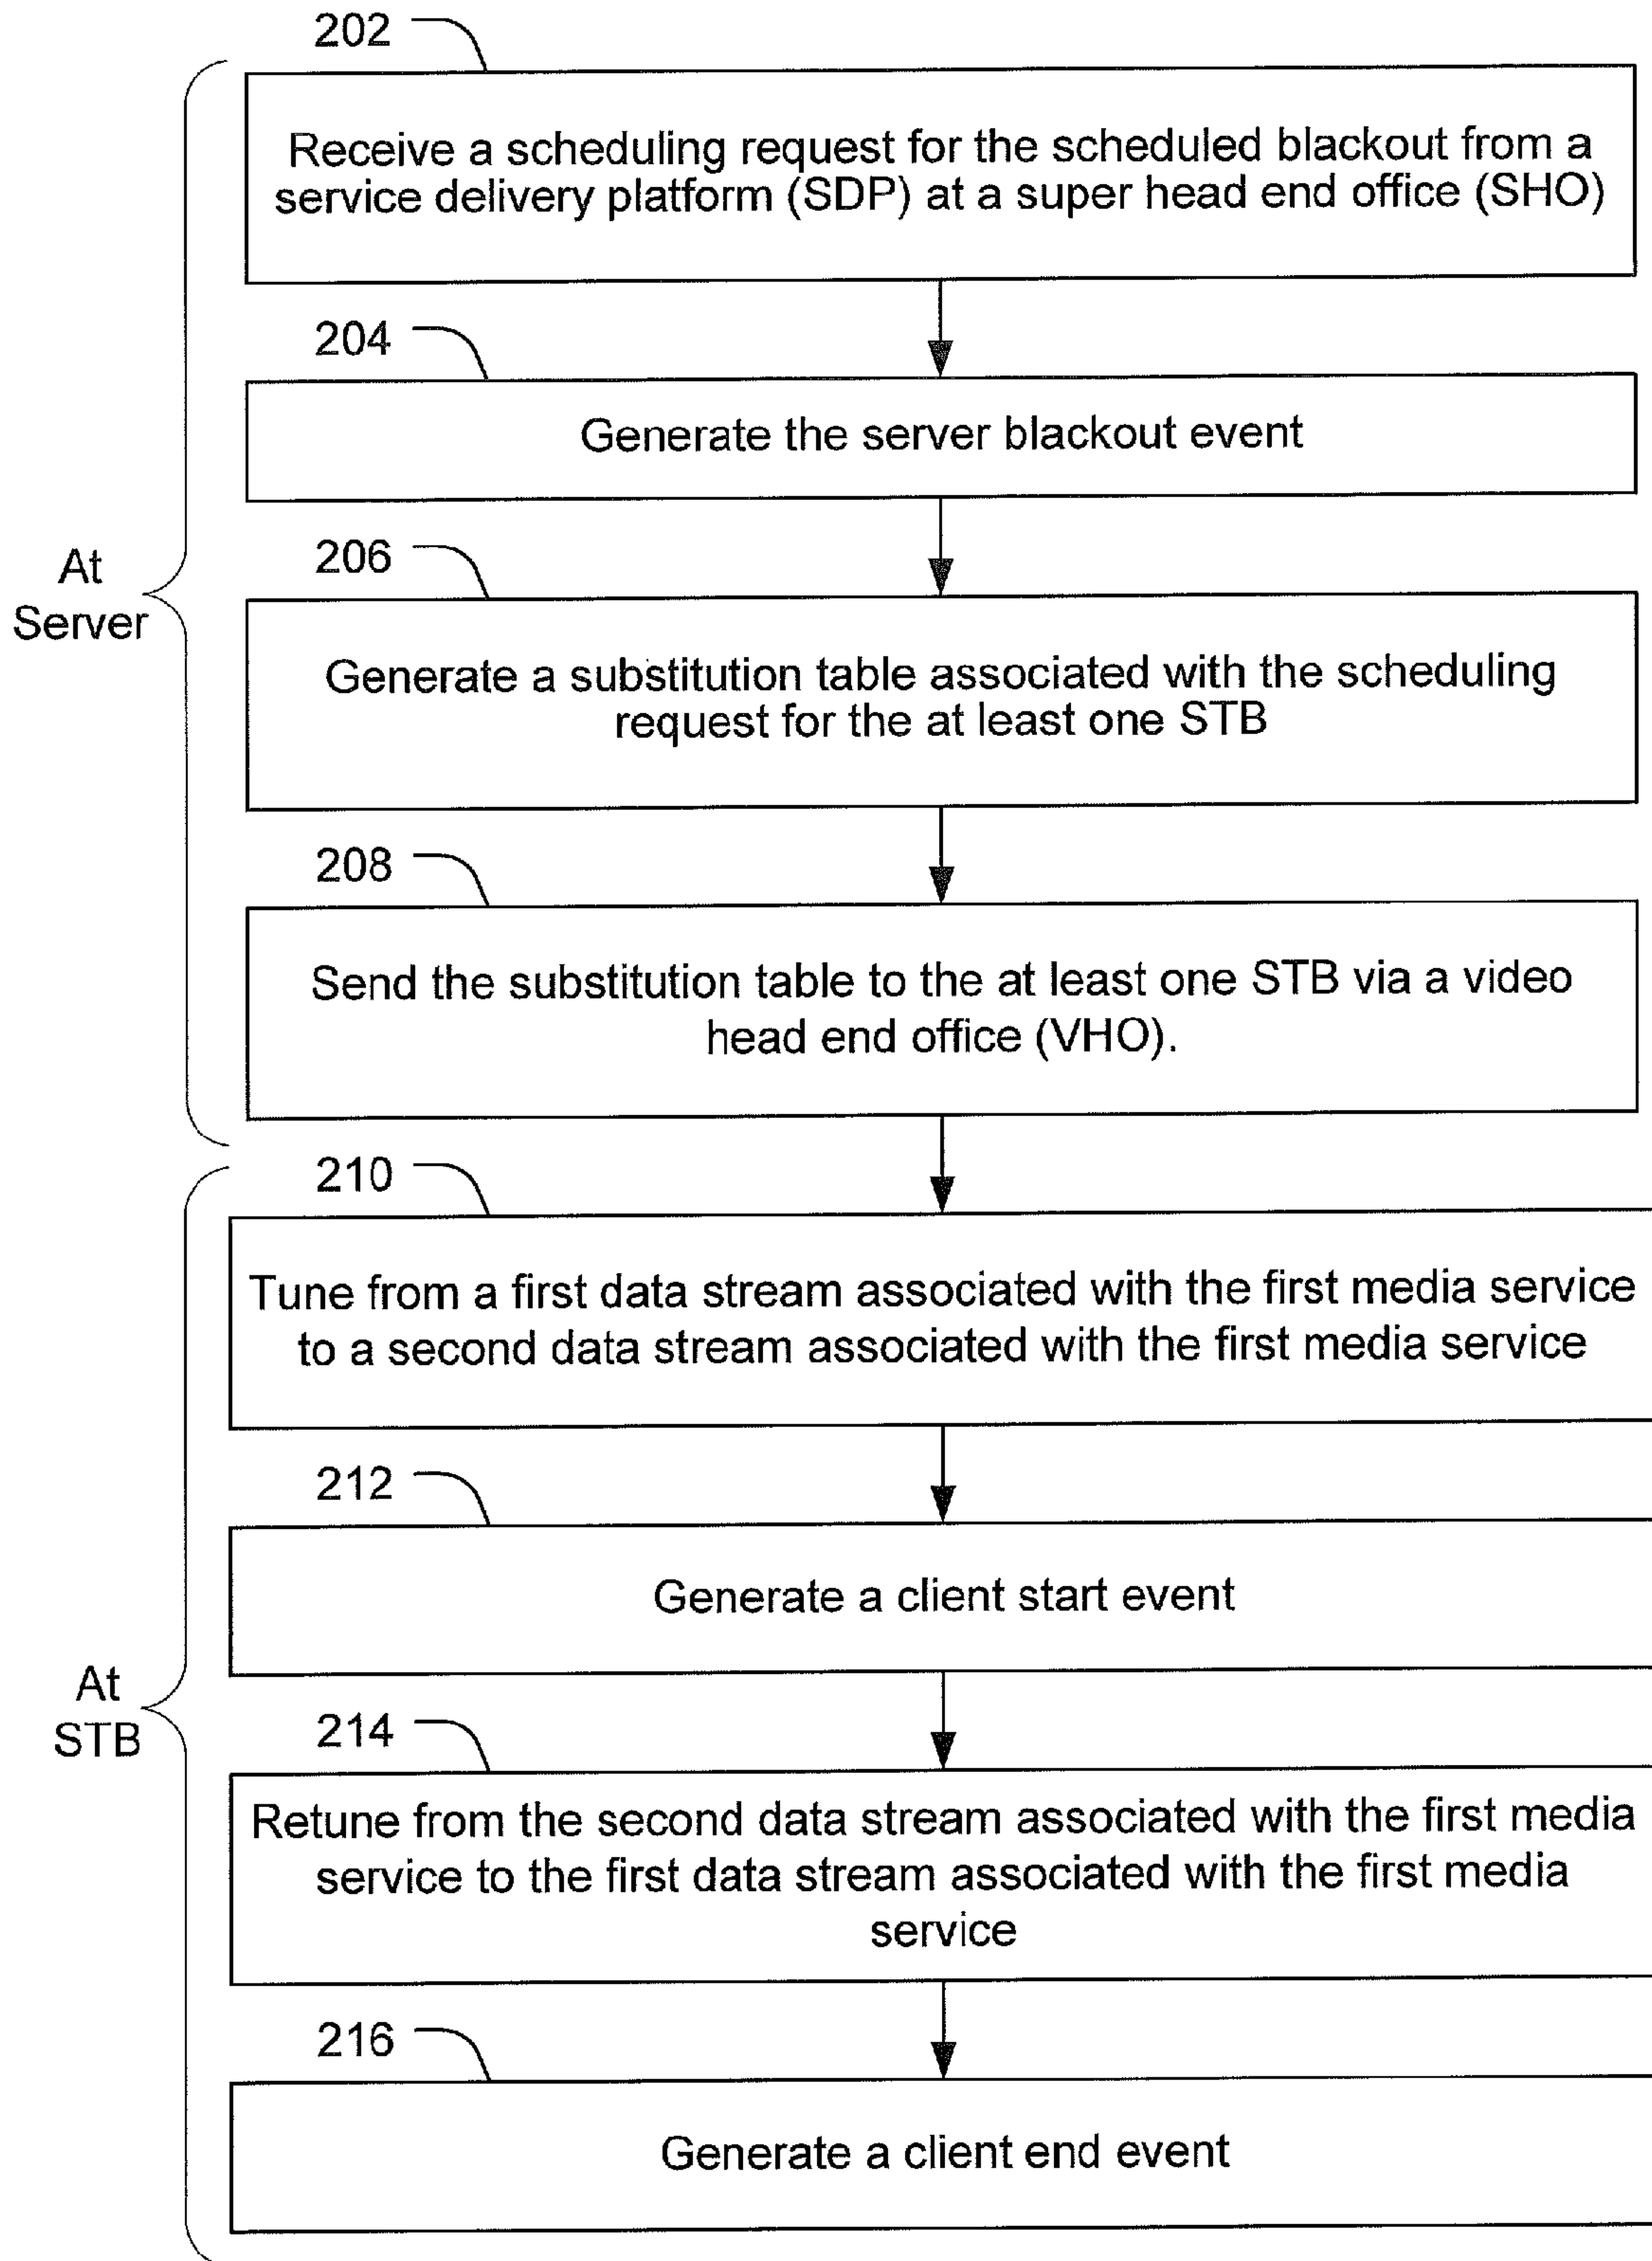 202
Receive a scheduling request for the scheduled blackout from a
service delivery platform (SDP) at a super head end office (SHO)
204
Generate the server blackout event
206
Generate a substitution table associated with the scheduling
request for the at least one STB
208
Send the substitution table to the at least one STB via a video
head end office (VHO).
At
Server
210
Tune from a first data stream associated with the first media service
to a second data stream associated with the first media service
212
Generate a client start event
214
Retune from the second data stream associated with the first media
service to the first data stream associated with the first media
service
216
Generate a client end event
At
STB